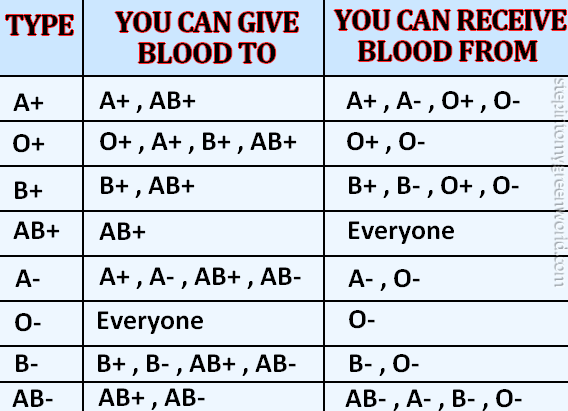 TYPE YOU CAN GIVE BLOOD TO YOU CAN RECEIVE BLOOD FROM
A+ A+ , AB+ A+ , A- , O+ , O-
O+ O+ , A+ , B+ , AB+ O+ , O-
B+ B+ , AB+ B+ , B- , O+ , O-
AB+ AB+ Everyone
A- A+ , A- , AB+ , AB- A- , O-
O- Everyone O-
B- B+ , B- , AB+ , AB- B- , O-
AB- AB+ , AB- AB- , A- , B- , O-
stepintomygreenworld.com